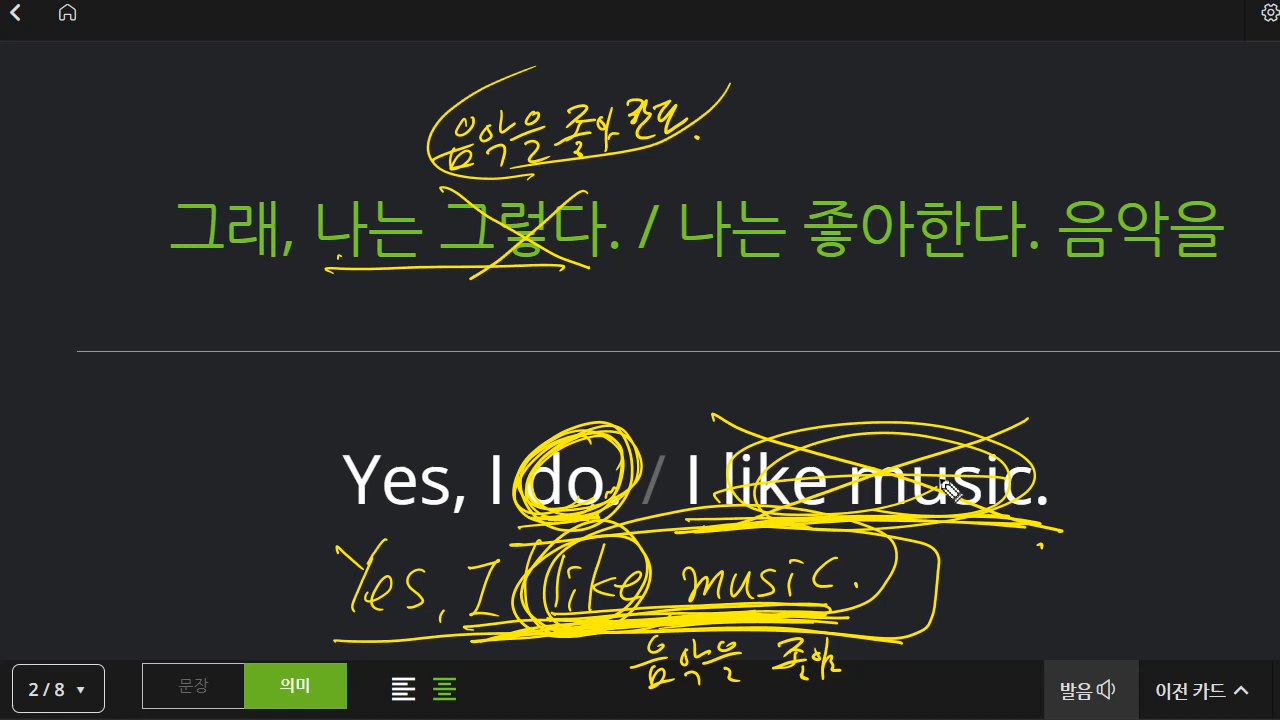 음악을 좋아한다.
그래, 나는 그렇다. / 나는 좋아한다. 음악을
Yes, I do. / I like music.
Yes, I like music.
음악을 좋아
2 / 8 ▼ 문장 의미 발음 이전 카드